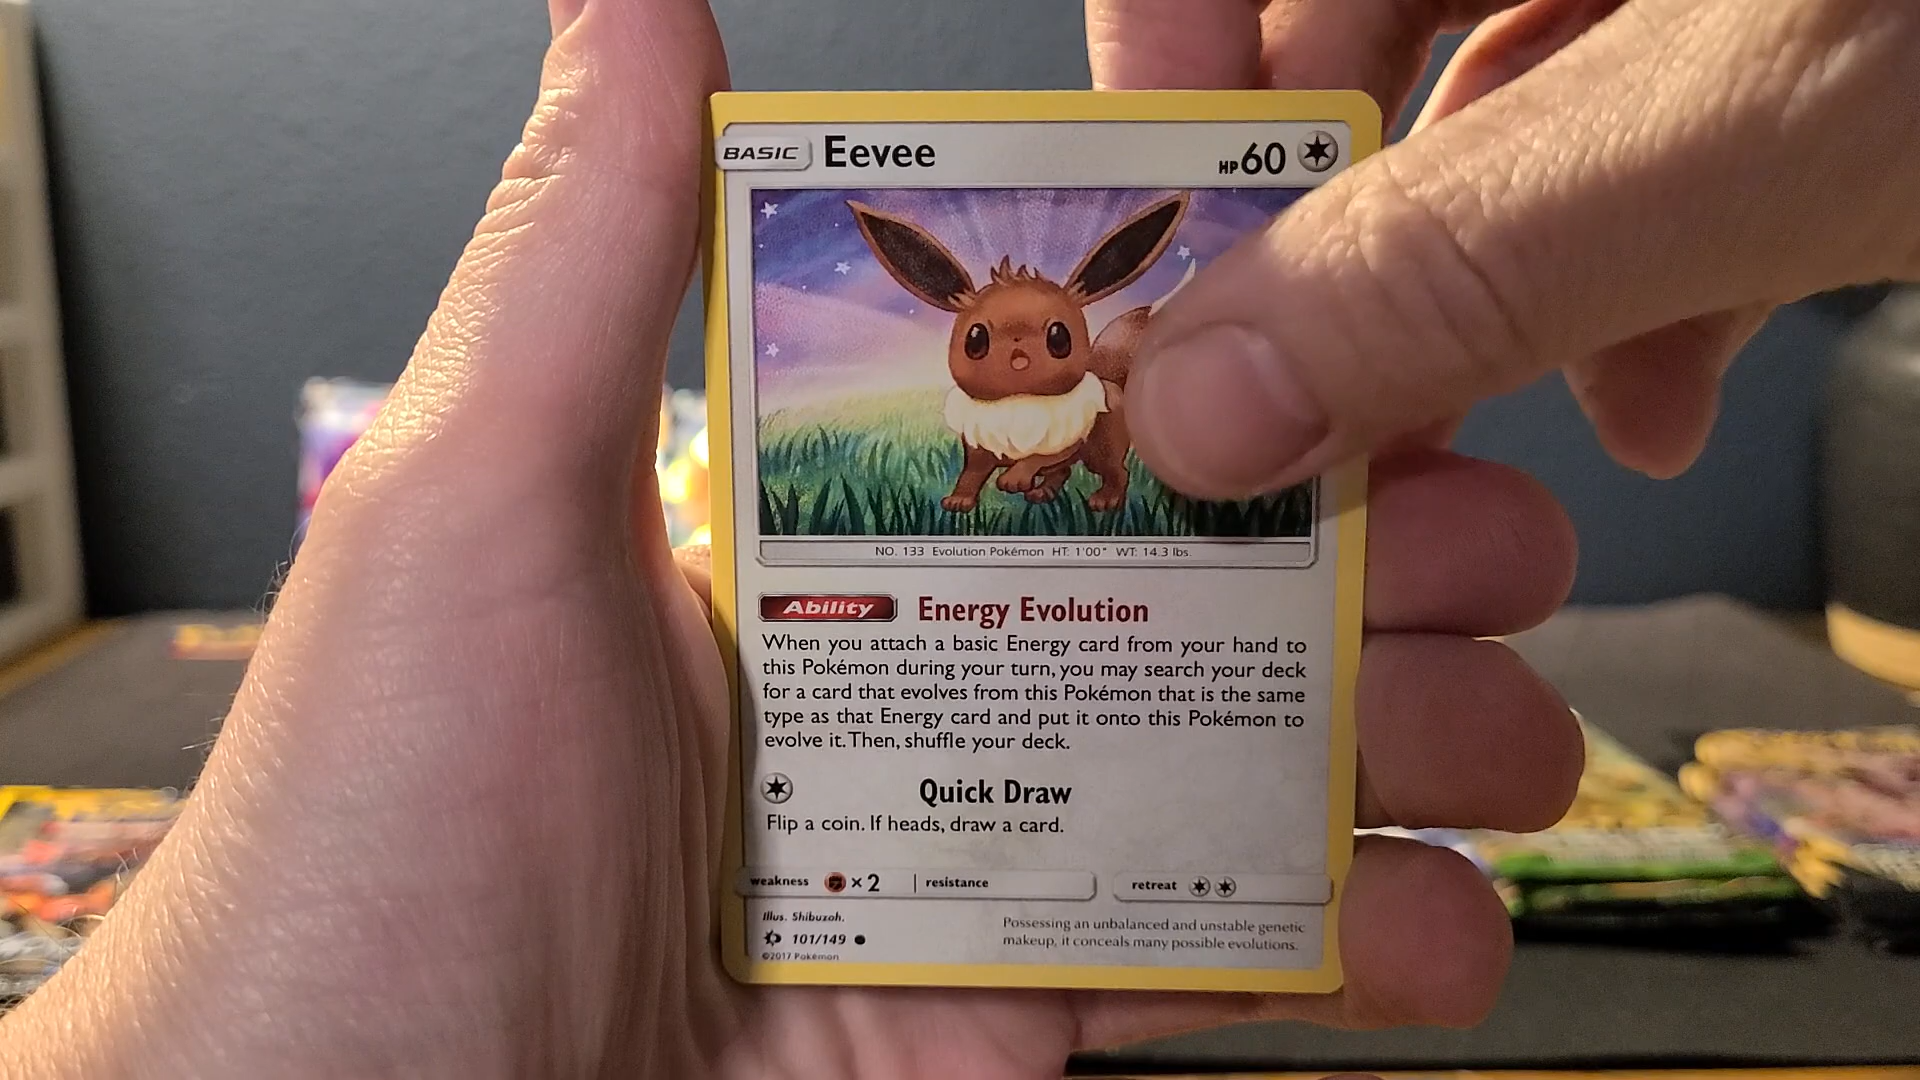 BASIC Eevee HP 60
NO. 133 Evolution Pokémon HT: 1'00" WT: 14.3 lbs.
Ability Energy Evolution
When you attach a basic Energy card from your hand to
this Pokémon during your turn, you may search your deck
for a card that evolves from this Pokémon that is the same
type as that Energy card and put it onto this Pokémon to
evolve it. Then, shuffle your deck.
Quick Draw
Flip a coin. If heads, draw a card.
weakness ×2 resistance retreat
Illus. Shibuzoh.
101/149
©2017 Pokémon
Possessing an unbalanced and unstable genetic
makeup, it conceals many possible evolutions.